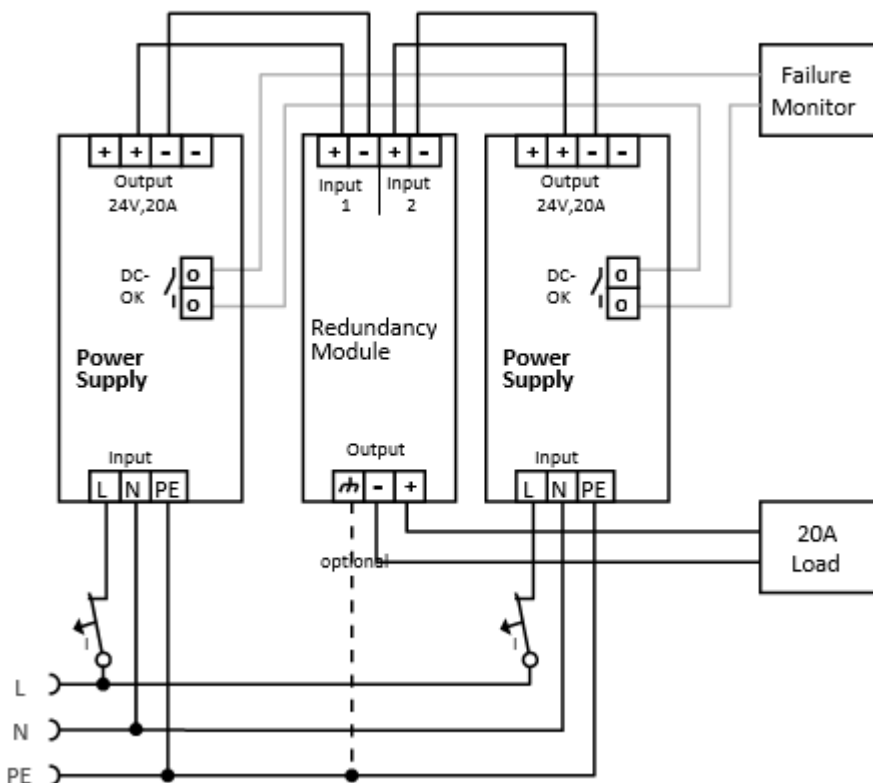 Failure
Monitor
+ + - -
Output
24V,20A
DC-
OK
O
O
Power
Supply
Input
L N PE
+ - + -
Input
1
Input
2
Redundancy
Module
Output
- +
optional
+ + - -
Output
24V,20A
DC-
OK
O
O
Power
Supply
Input
L N PE
20A
Load
I
I
L
N
PE